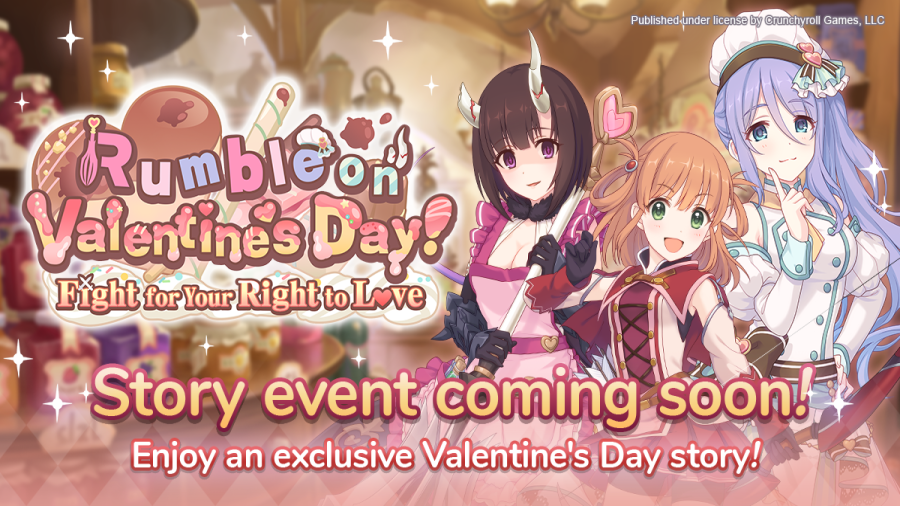 Published under license by Crunchyroll Games, LLC
Rumble on
Valentine's Day!
Fight for Your Right to Love
Story event coming soon!
Enjoy an exclusive Valentine's Day story!